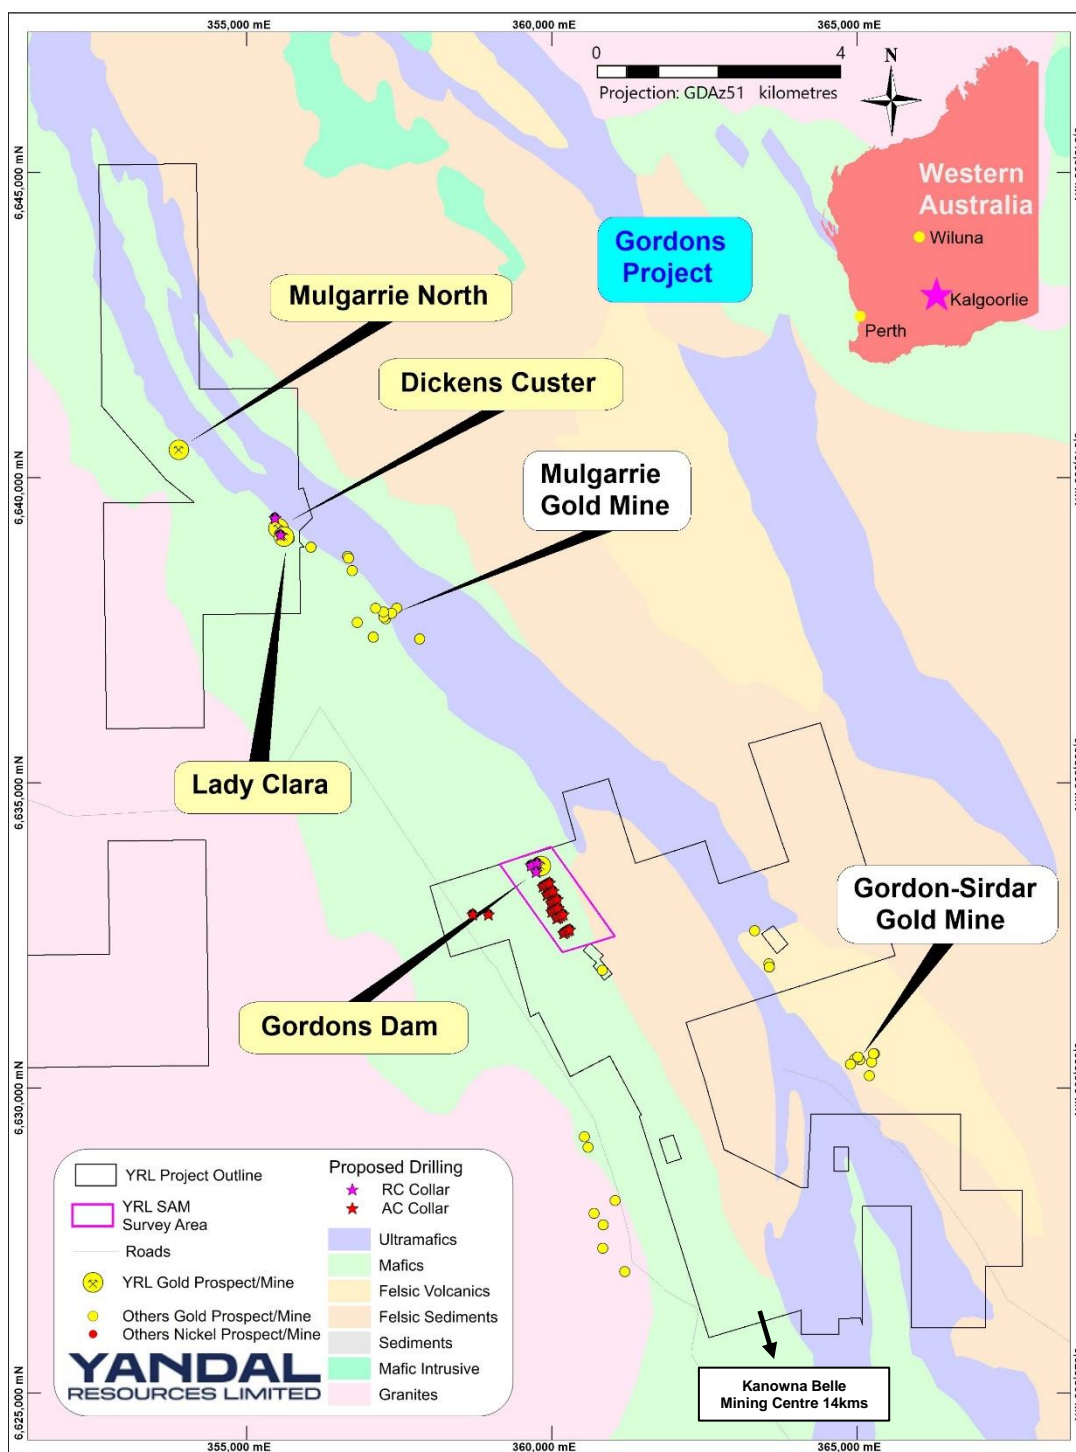 355,000 mE
360,000 mE
365,000 mE
0
4
Projection: GDAz51 kilometres
N
Western
Australia
Wiluna
Kalgoorlie
Perth
6,645,000 mN
Gordons
Project
Mulgarrie North
Dickens Custer
Mulgarrie
Gold Mine
6,640,000 mN
Lady Clara
6,635,000 mN
Gordon-Sirdar
Gold Mine
Gordons Dam
6,630,000 mN
YRL Project Outline
YRL SAM
Survey Area
Roads
YRL Gold Prospect/Mine
Others Gold Prospect/Mine
Others Nickel Prospect/Mine
YANDAL
RESOURCES LIMITED
Proposed Drilling
RC Collar
AC Collar
Ultramafics
Mafics
Felsic Volcanics
Felsic Sediments
Sediments
Mafic Intrusive
Granites
Kanowna Belle
Mining Centre 14kms
6,625,000 mN
355,000 mE
360,000 mE
365,000 mE